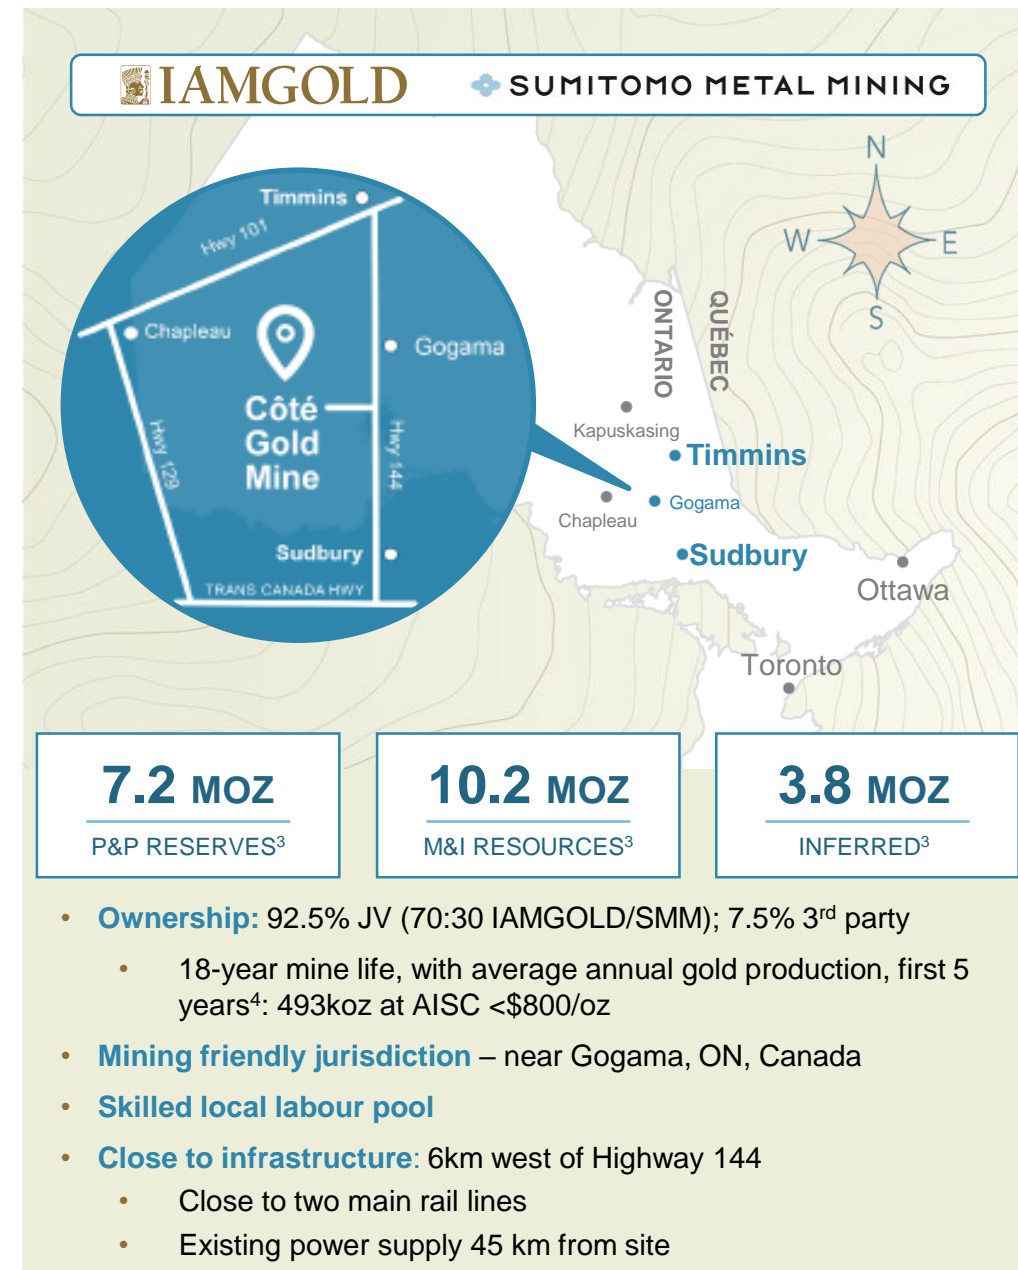 IAMGOLD
SUMITOMO METAL MINING
N
W
E
S
Timmins
Hwy 101
Chapleau
Gogama
Côté
Gold
Mine
Hwy 129
Hwy 144
Sudbury
TRANS CANADA HWY
ONTARIO
QUÉBEC
Kapuskasing
Timmins
Gogama
Chapleau
Sudbury
Ottawa
Toronto
7.2 MOZ
P&P RESERVES³
10.2 MOZ
M&I RESOURCES³
3.8 MOZ
INFERRED³
• Ownership: 92.5% JV (70:30 IAMGOLD/SMM); 7.5% 3rd party
• 18-year mine life, with average annual gold production, first 5
years⁴: 493koz at AISC <$800/oz
• Mining friendly jurisdiction – near Gogama, ON, Canada
• Skilled local labour pool
• Close to infrastructure: 6km west of Highway 144
• Close to two main rail lines
• Existing power supply 45 km from site